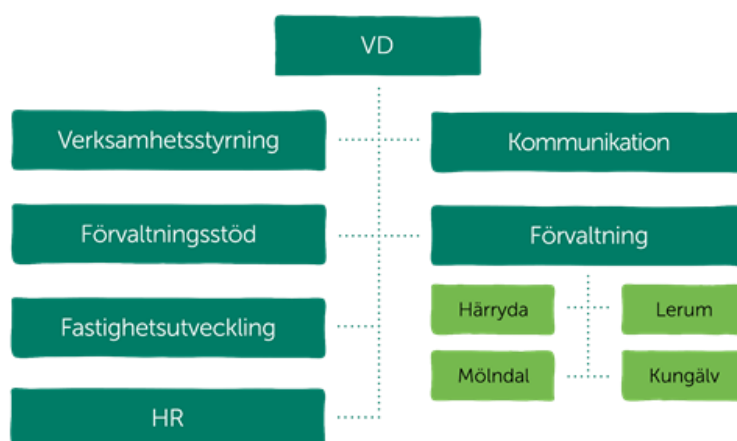 VD
Verksamhetsstyrning
Kommunikation
Förvaltningsstöd
Förvaltning
Fastighetsutveckling
Härryda
Lerum
Mölndal
Kungälv
HR